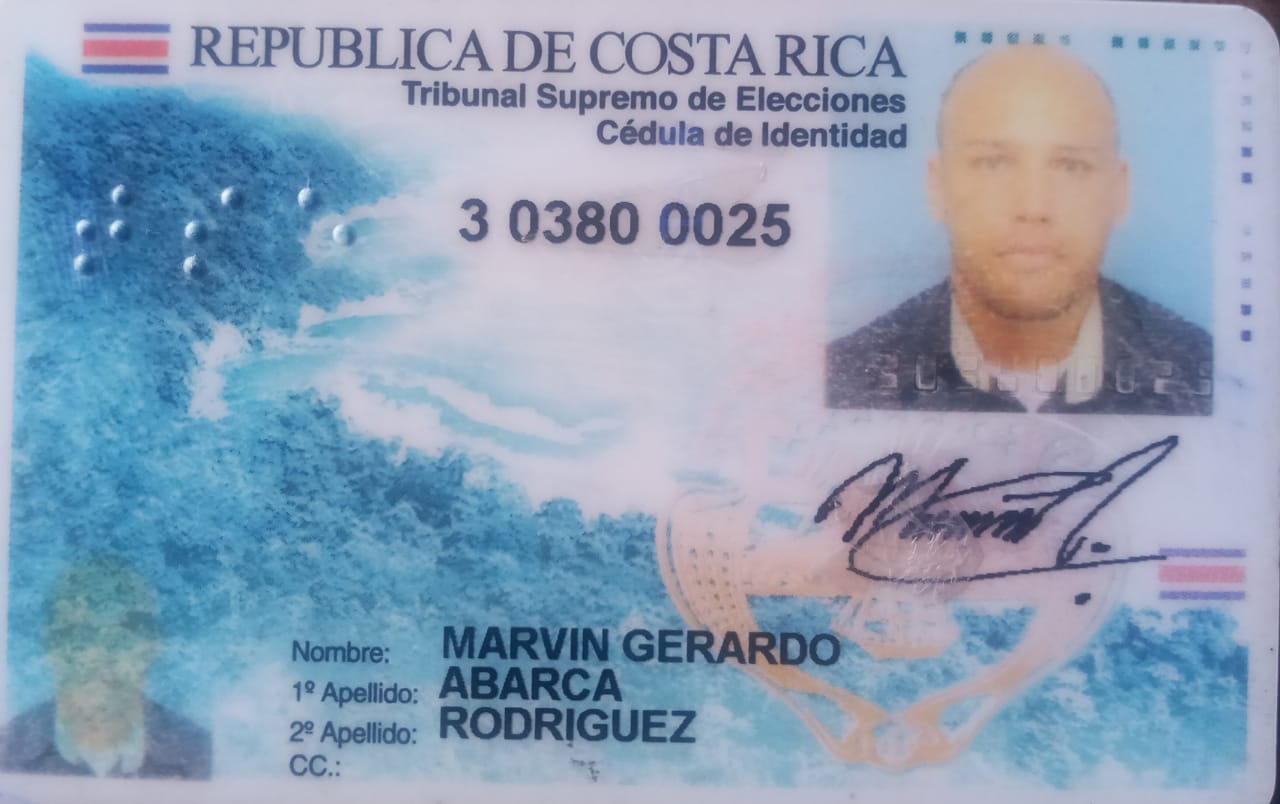 REPUBLICA DE COSTA RICA
Tribunal Supremo de Elecciones
Cédula de Identidad
3 0380 0025
Nombre: MARVIN GERARDO
1º Apellido: ABARCA
2º Apellido: RODRIGUEZ
CC.: